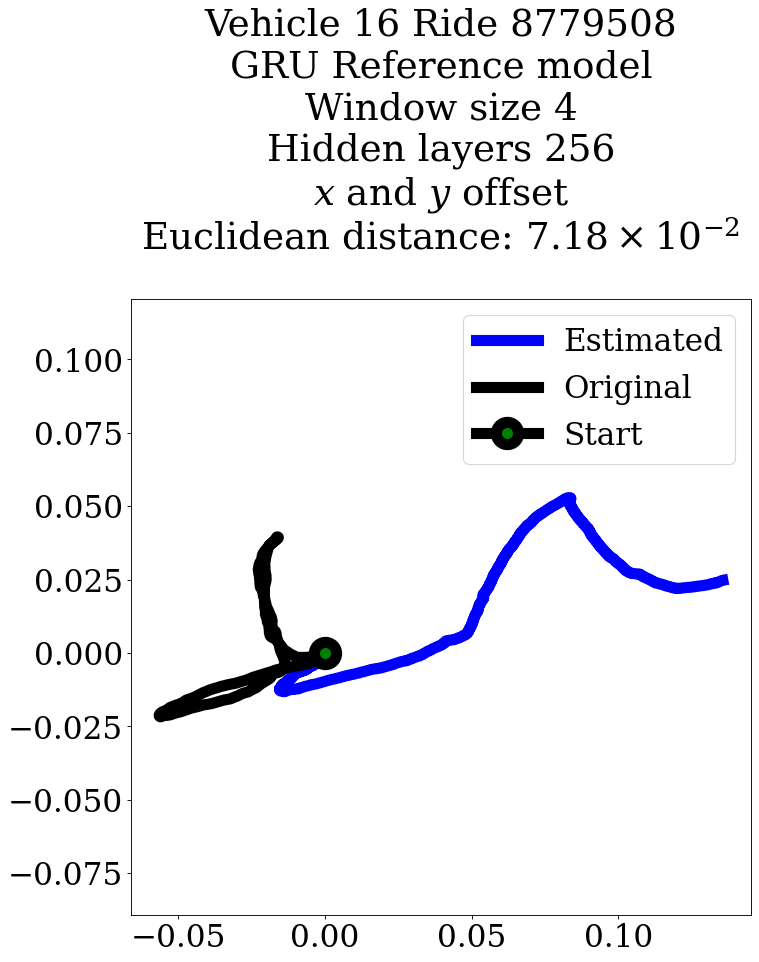 Vehicle 16 Ride 8779508
GRU Reference model
Window size 4
Hidden layers 256
x and y offset
Euclidean distance: 7.18 × 10⁻²
Estimated
Original
Start
0.100
0.075
0.050
0.025
0.000
−0.025
−0.050
−0.075
−0.05 0.00 0.05 0.10